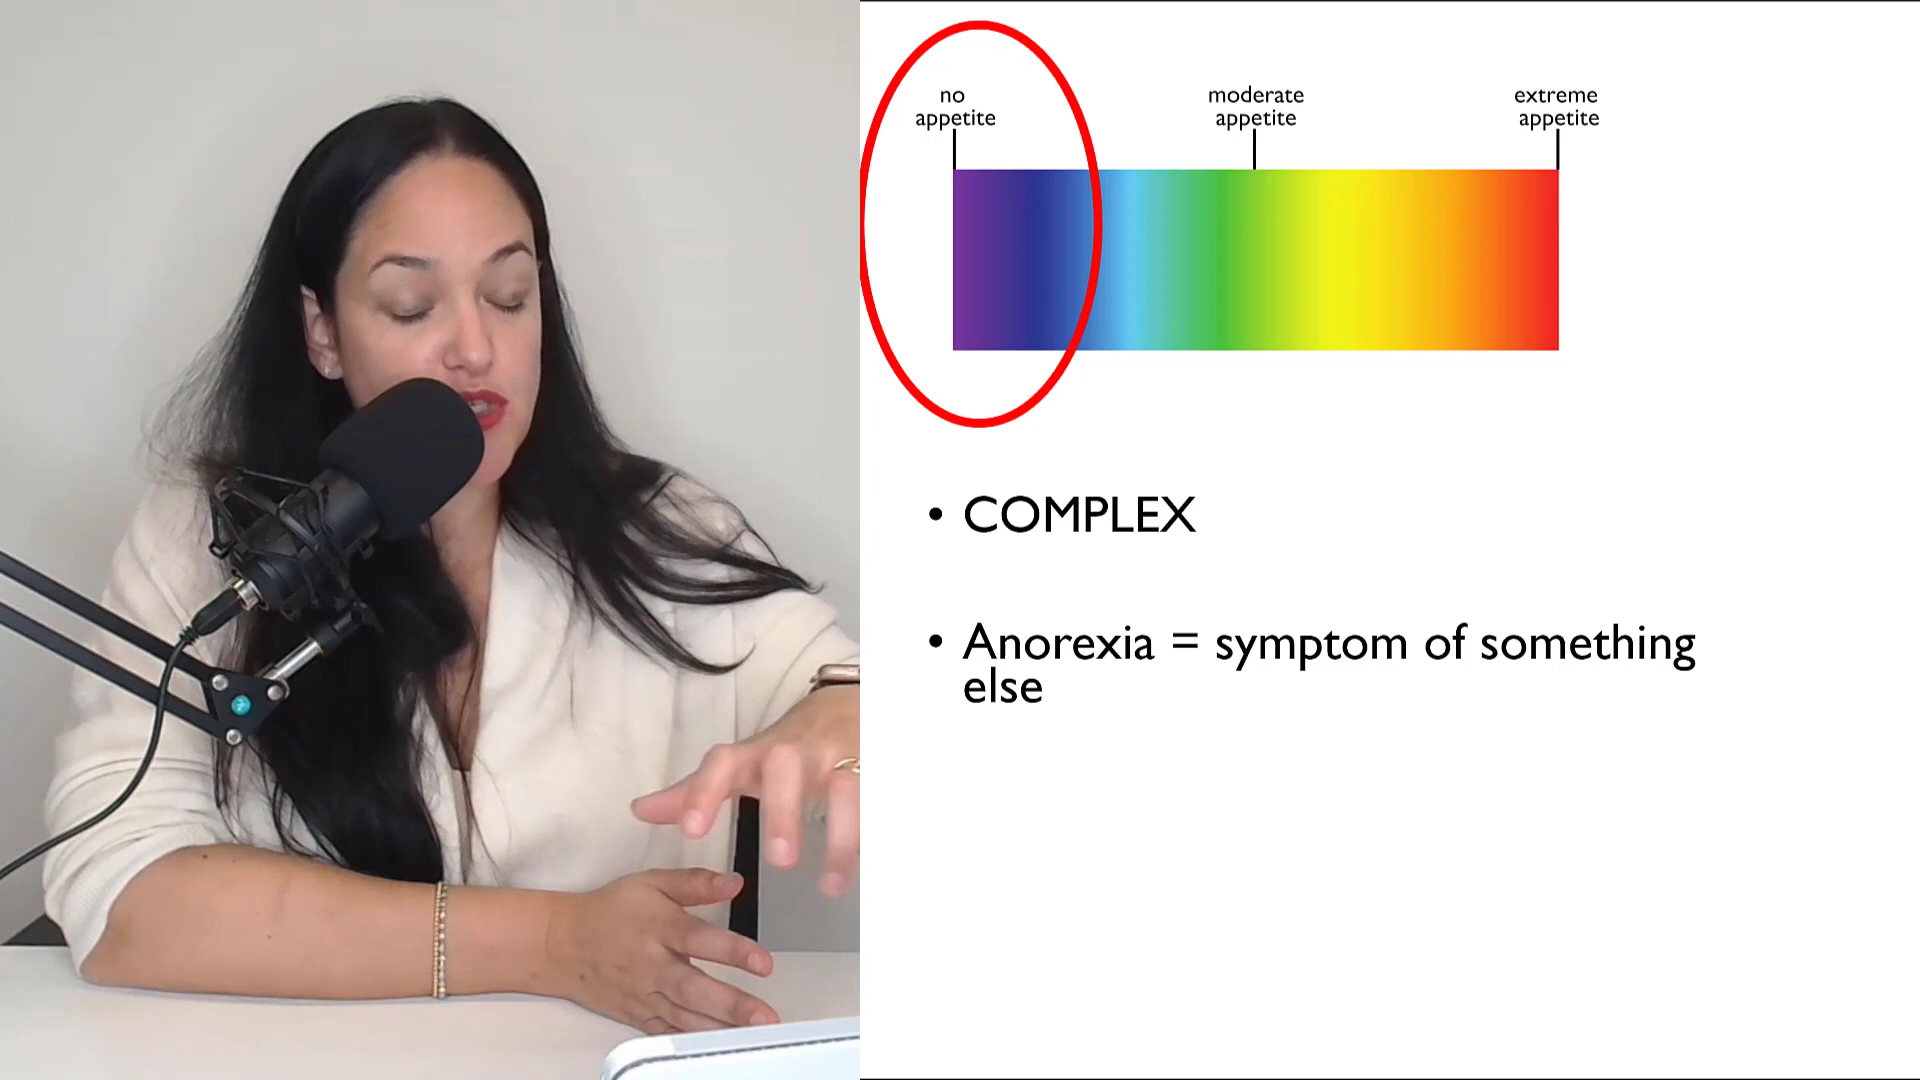 no
appetite
moderate
appetite
extreme
appetite
• COMPLEX
• Anorexia = symptom of something
else